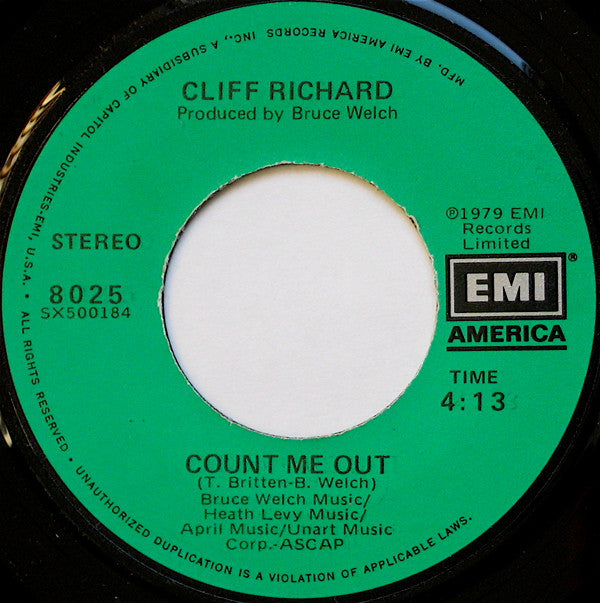 MFD. BY EMI AMERICA RECORDS INC., A SUBSIDIARY OF CAPITOL INDUSTRIES-EMI, U.S.A. • ALL RIGHTS RESERVED. • UNAUTHORIZED DUPLICATION IS A VIOLATION OF APPLICABLE LAWS.
CLIFF RICHARD
Produced by Bruce Welch
STEREO
8025
SX500184
℗1979 EMI
Records
Limited
EMI®
AMERICA
TIME
4:13
COUNT ME OUT
(T. Britten-B. Welch)
Bruce Welch Music/
Heath Levy Music/
April Music/Unart Music
Corp.-ASCAP